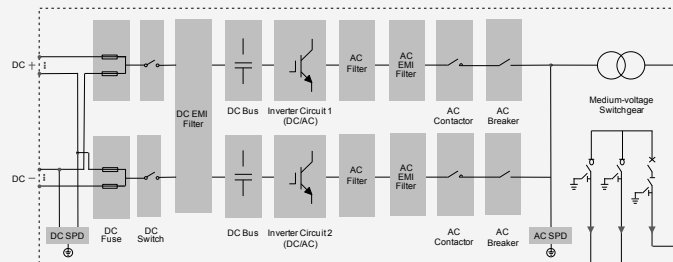 DC +
DC EMI
Filter
DC Bus
Inverter Circuit 1
(DC/AC)
AC
Filter
AC
EMI
Filter
AC
Contactor
AC
Breaker
Medium-voltage
Switchgear
DC −
DC SPD
DC
Fuse
DC
Switch
DC Bus
Inverter Circuit 2
(DC/AC)
AC
Filter
AC
EMI
Filter
AC
Contactor
AC
Breaker
AC SPD